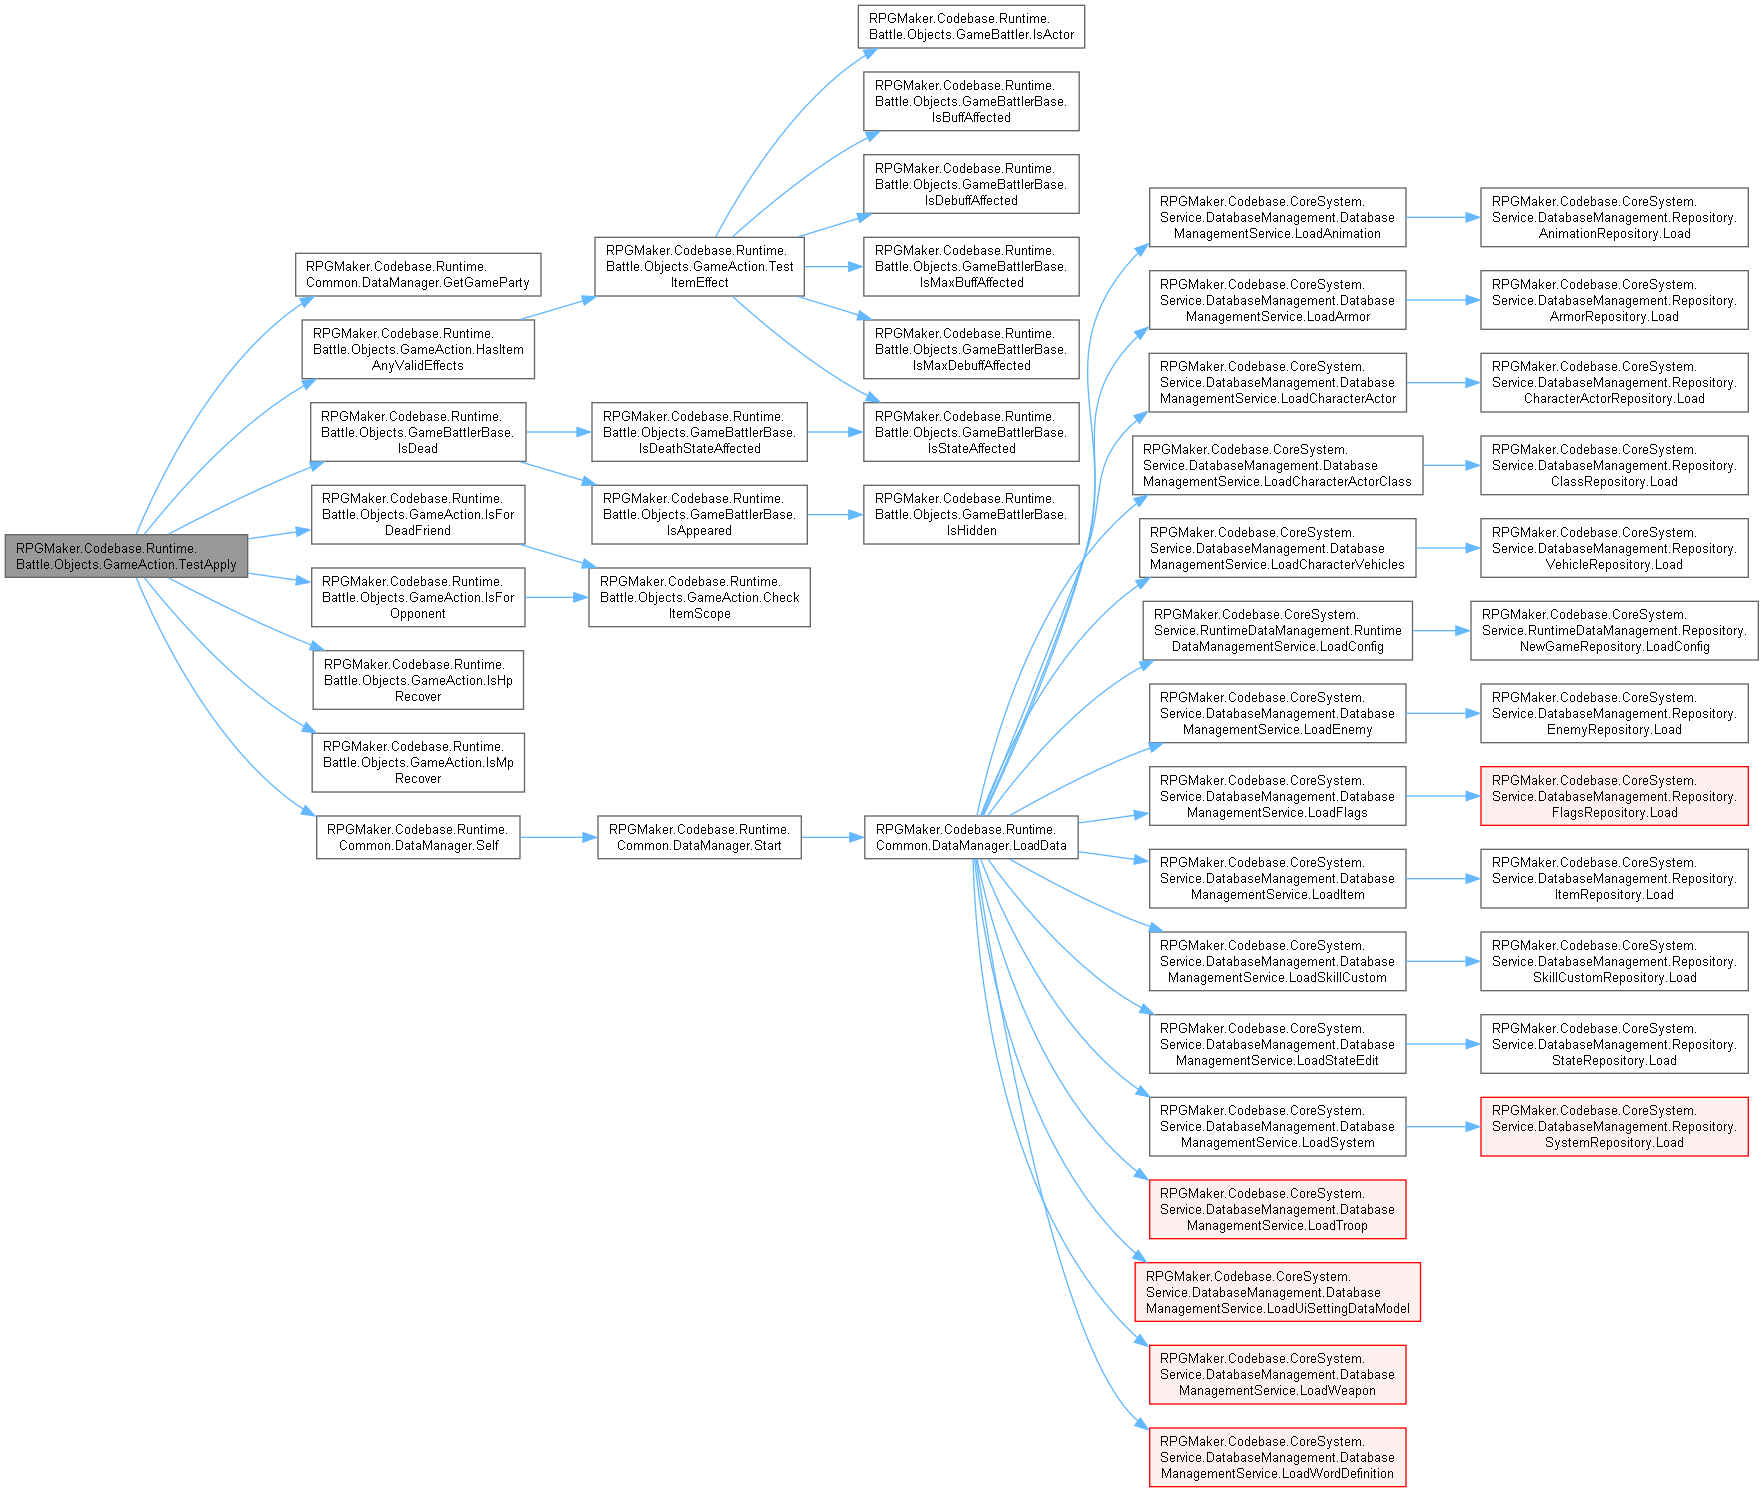 RPGMaker.Codebase.Runtime.
Battle.Objects.GameAction.TestApply
RPGMaker.Codebase.Runtime.
Common.DataManager.GetGameParty
RPGMaker.Codebase.Runtime.
Battle.Objects.GameAction.HasItem
AnyValidEffects
RPGMaker.Codebase.Runtime.
Battle.Objects.GameBattlerBase.
IsDead
RPGMaker.Codebase.Runtime.
Battle.Objects.GameAction.IsFor
DeadFriend
RPGMaker.Codebase.Runtime.
Battle.Objects.GameAction.IsFor
Opponent
RPGMaker.Codebase.Runtime.
Battle.Objects.GameAction.IsHp
Recover
RPGMaker.Codebase.Runtime.
Battle.Objects.GameAction.IsMp
Recover
RPGMaker.Codebase.Runtime.
Common.DataManager.Self
RPGMaker.Codebase.Runtime.
Battle.Objects.GameAction.Test
ItemEffect
RPGMaker.Codebase.Runtime.
Battle.Objects.GameBattlerBase.
IsDeathStateAffected
RPGMaker.Codebase.Runtime.
Battle.Objects.GameBattlerBase.
IsAppeared
RPGMaker.Codebase.Runtime.
Battle.Objects.GameAction.Check
ItemScope
RPGMaker.Codebase.Runtime.
Common.DataManager.Start
RPGMaker.Codebase.Runtime.
Battle.Objects.GameBattler.IsActor
RPGMaker.Codebase.Runtime.
Battle.Objects.GameBattlerBase.
IsBuffAffected
RPGMaker.Codebase.Runtime.
Battle.Objects.GameBattlerBase.
IsDebuffAffected
RPGMaker.Codebase.Runtime.
Battle.Objects.GameBattlerBase.
IsMaxBuffAffected
RPGMaker.Codebase.Runtime.
Battle.Objects.GameBattlerBase.
IsMaxDebuffAffected
RPGMaker.Codebase.Runtime.
Battle.Objects.GameBattlerBase.
IsStateAffected
RPGMaker.Codebase.Runtime.
Battle.Objects.GameBattlerBase.
IsHidden
RPGMaker.Codebase.Runtime.
Common.DataManager.LoadData
RPGMaker.Codebase.CoreSystem.
Service.DatabaseManagement.Database
ManagementService.LoadAnimation
RPGMaker.Codebase.CoreSystem.
Service.DatabaseManagement.Database
ManagementService.LoadArmor
RPGMaker.Codebase.CoreSystem.
Service.DatabaseManagement.Database
ManagementService.LoadCharacterActor
RPGMaker.Codebase.CoreSystem.
Service.DatabaseManagement.Database
ManagementService.LoadCharacterActorClass
RPGMaker.Codebase.CoreSystem.
Service.DatabaseManagement.Database
ManagementService.LoadCharacterVehicles
RPGMaker.Codebase.CoreSystem.
Service.RuntimeDataManagement.Runtime
DataManagementService.LoadConfig
RPGMaker.Codebase.CoreSystem.
Service.DatabaseManagement.Database
ManagementService.LoadEnemy
RPGMaker.Codebase.CoreSystem.
Service.DatabaseManagement.Database
ManagementService.LoadFlags
RPGMaker.Codebase.CoreSystem.
Service.DatabaseManagement.Database
ManagementService.LoadItem
RPGMaker.Codebase.CoreSystem.
Service.DatabaseManagement.Database
ManagementService.LoadSkillCustom
RPGMaker.Codebase.CoreSystem.
Service.DatabaseManagement.Database
ManagementService.LoadStateEdit
RPGMaker.Codebase.CoreSystem.
Service.DatabaseManagement.Database
ManagementService.LoadSystem
RPGMaker.Codebase.CoreSystem.
Service.DatabaseManagement.Database
ManagementService.LoadTroop
RPGMaker.Codebase.CoreSystem.
Service.DatabaseManagement.Database
ManagementService.LoadUiSettingDataModel
RPGMaker.Codebase.CoreSystem.
Service.DatabaseManagement.Database
ManagementService.LoadWeapon
RPGMaker.Codebase.CoreSystem.
Service.DatabaseManagement.Database
ManagementService.LoadWordDefinition
RPGMaker.Codebase.CoreSystem.
Service.DatabaseManagement.Repository.
AnimationRepository.Load
RPGMaker.Codebase.CoreSystem.
Service.DatabaseManagement.Repository.
ArmorRepository.Load
RPGMaker.Codebase.CoreSystem.
Service.DatabaseManagement.Repository.
CharacterActorRepository.Load
RPGMaker.Codebase.CoreSystem.
Service.DatabaseManagement.Repository.
ClassRepository.Load
RPGMaker.Codebase.CoreSystem.
Service.DatabaseManagement.Repository.
VehicleRepository.Load
RPGMaker.Codebase.CoreSystem.
Service.RuntimeDataManagement.Repository.
NewGameRepository.LoadConfig
RPGMaker.Codebase.CoreSystem.
Service.DatabaseManagement.Repository.
EnemyRepository.Load
RPGMaker.Codebase.CoreSystem.
Service.DatabaseManagement.Repository.
FlagsRepository.Load
RPGMaker.Codebase.CoreSystem.
Service.DatabaseManagement.Repository.
ItemRepository.Load
RPGMaker.Codebase.CoreSystem.
Service.DatabaseManagement.Repository.
SkillCustomRepository.Load
RPGMaker.Codebase.CoreSystem.
Service.DatabaseManagement.Repository.
StateRepository.Load
RPGMaker.Codebase.CoreSystem.
Service.DatabaseManagement.Repository.
SystemRepository.Load